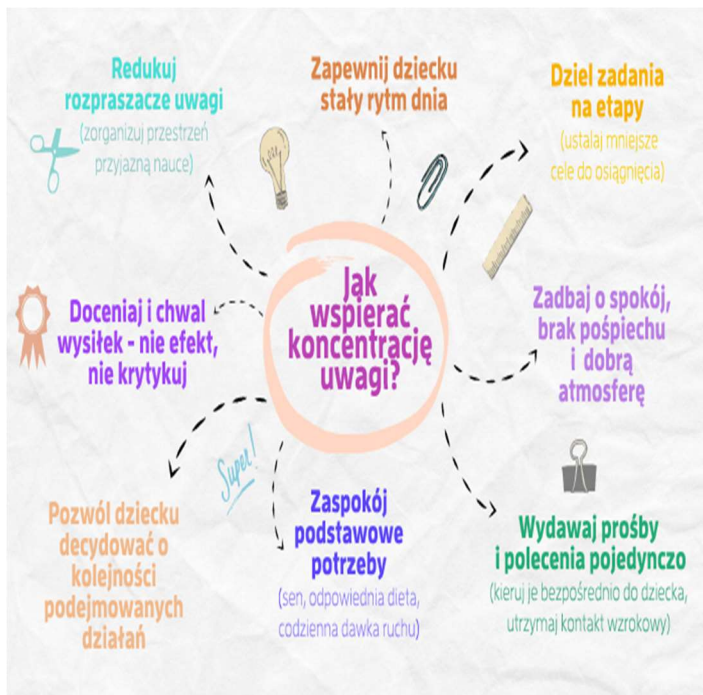 Redukuj
rozpraszacze uwagi
(zorganizuj przestrzeń
przyjazną nauce)
Zapewnij dziecku
stały rytm dnia
Dziel zadania
na etapy
(ustalaj mniejsze
cele do osiągnięcia)
Jak
wspierać
koncentrację
uwagi?
Doceniaj i chwal
wysiłek - nie efekt,
nie krytykuj
Zadbaj o spokój,
brak pośpiechu
i dobrą
atmosferę
Super!
Pozwól dziecku
decydować o
kolejności
podejmowanych
działań
Zaspokój
podstawowe
potrzeby
(sen, odpowiednia dieta,
codzienna dawka ruchu)
Wydawaj prośby
i polecenia pojedynczo
(kieruj je bezpośrednio do dziecka,
utrzymaj kontakt wzrokowy)